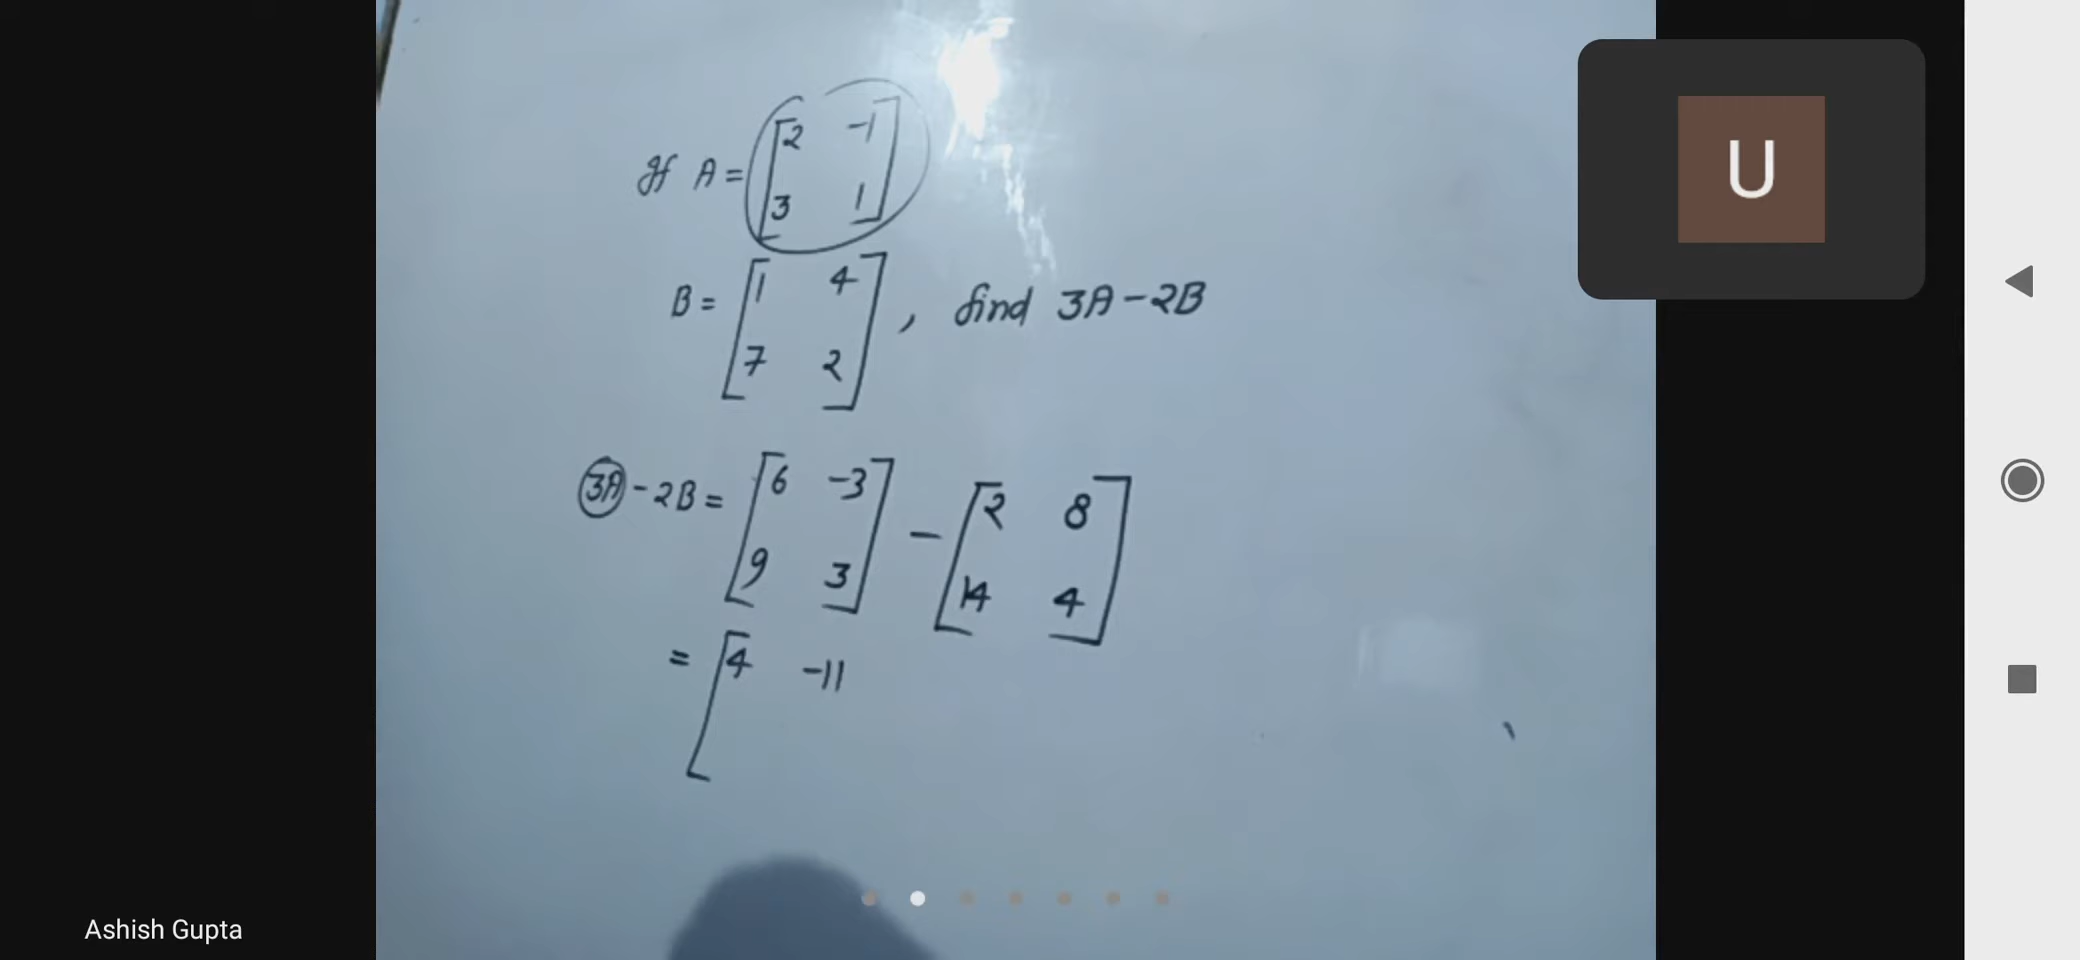 If A = [2 -1
3 1]
B = [1 4
7 2] , find 3A - 2B
3A - 2B = [6 -3
9 3] - [2 8
14 4]
= [4 -11
U
Ashish Gupta